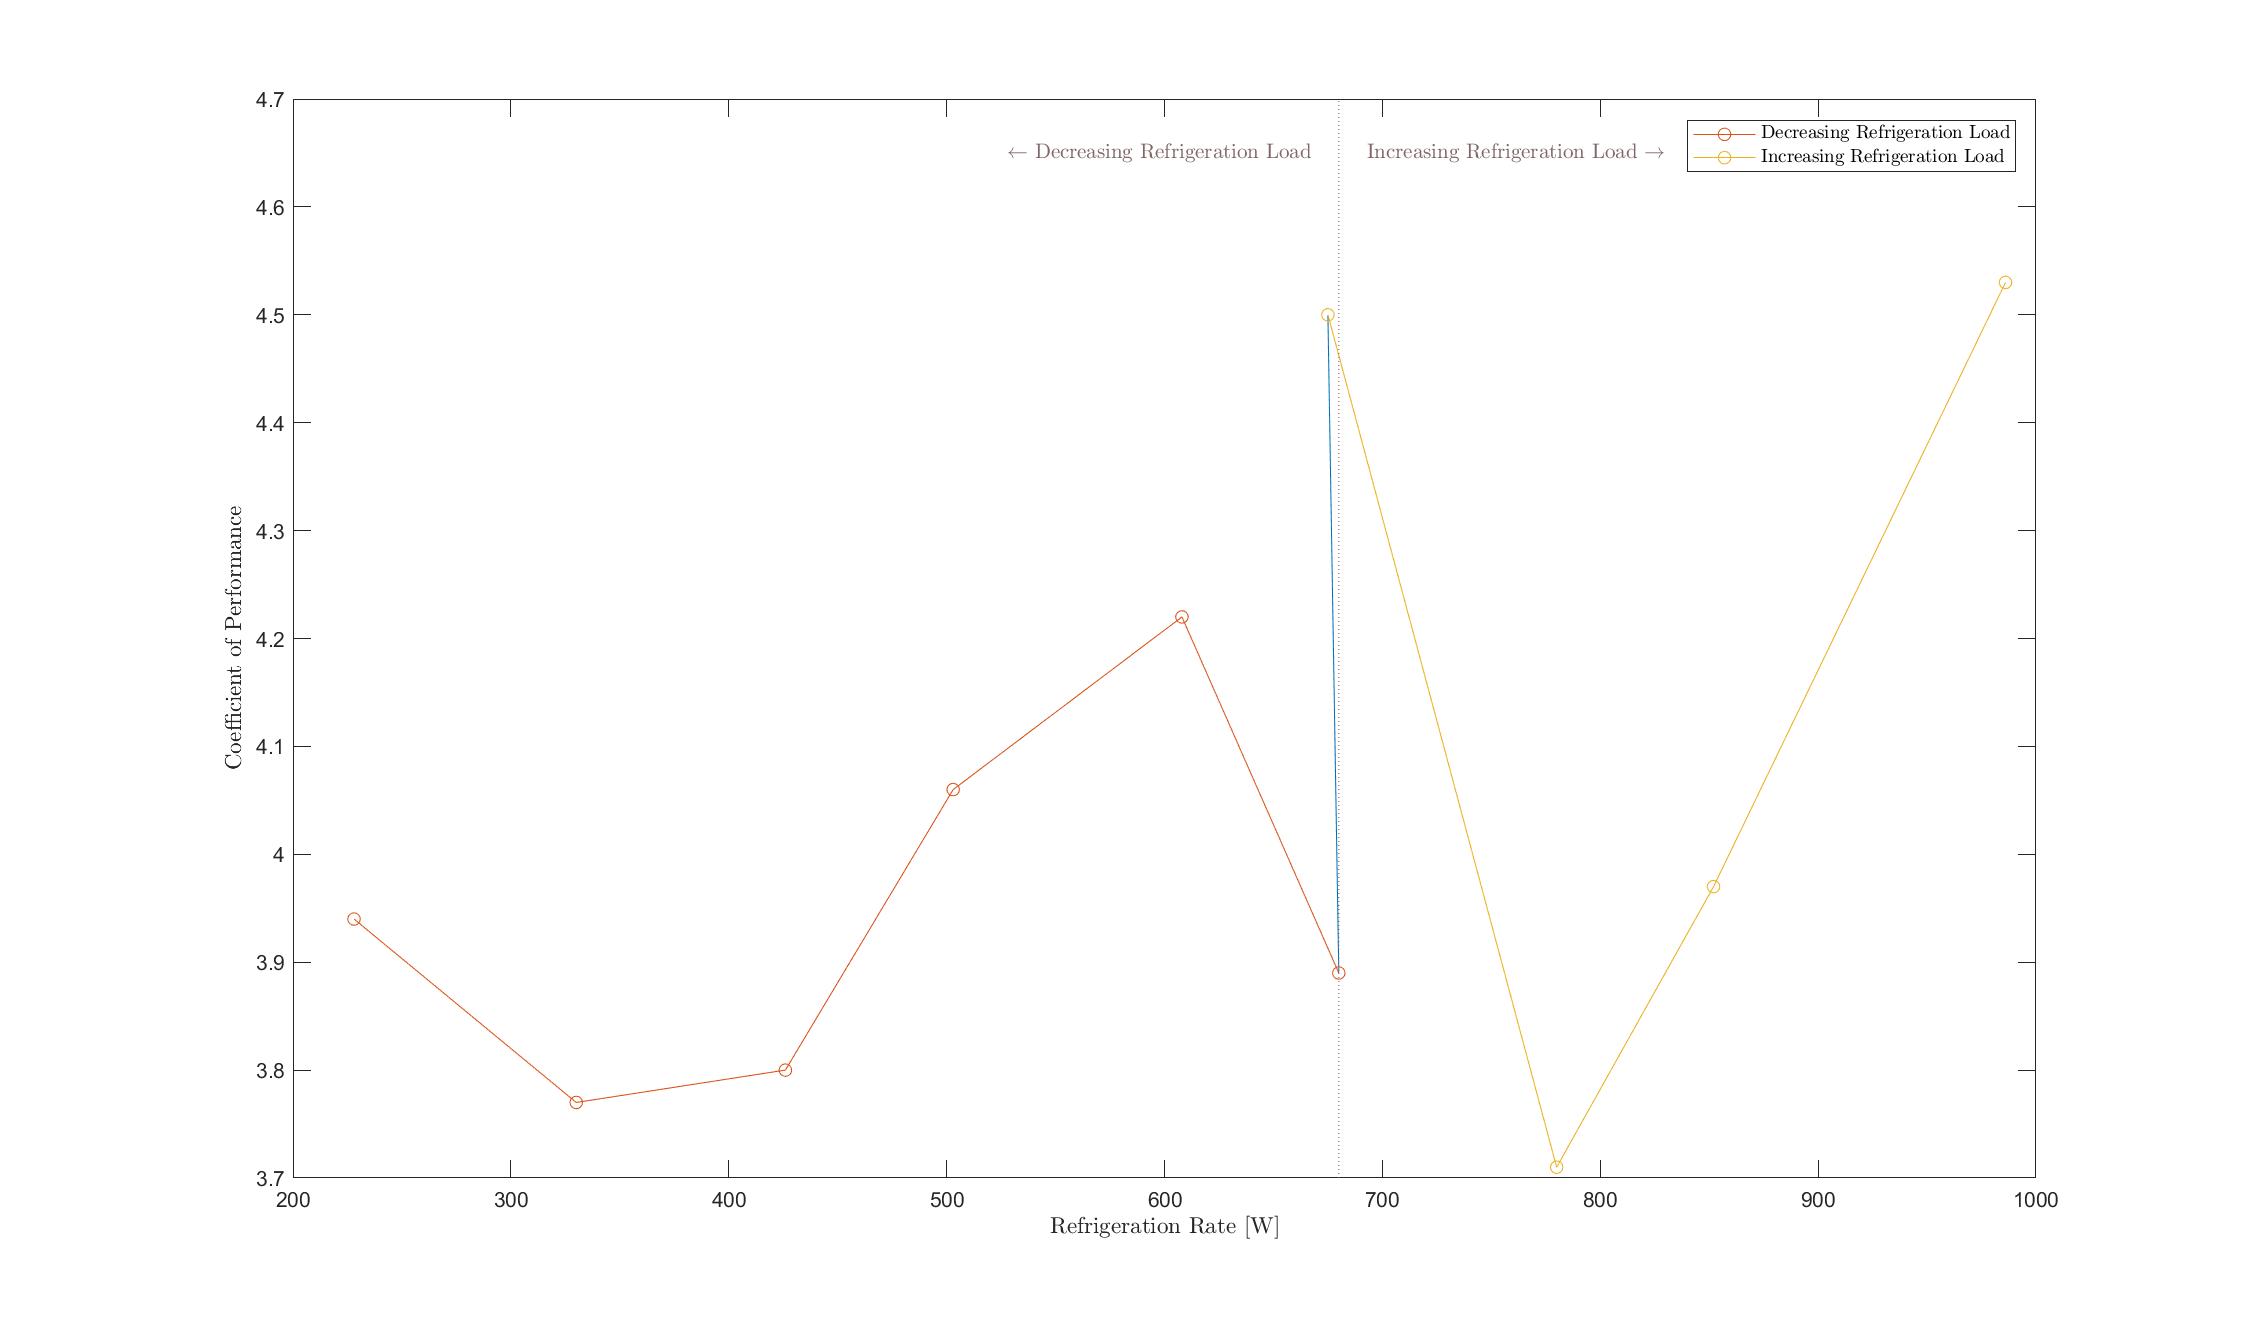 4.7
← Decreasing Refrigeration Load
Increasing Refrigeration Load →
Decreasing Refrigeration Load
Increasing Refrigeration Load
4.6
4.5
4.4
4.3
4.2
4.1
4
3.9
3.8
3.7
Coefficient of Performance
200 300 400 500 600 700 800 900 1000
Refrigeration Rate [W]